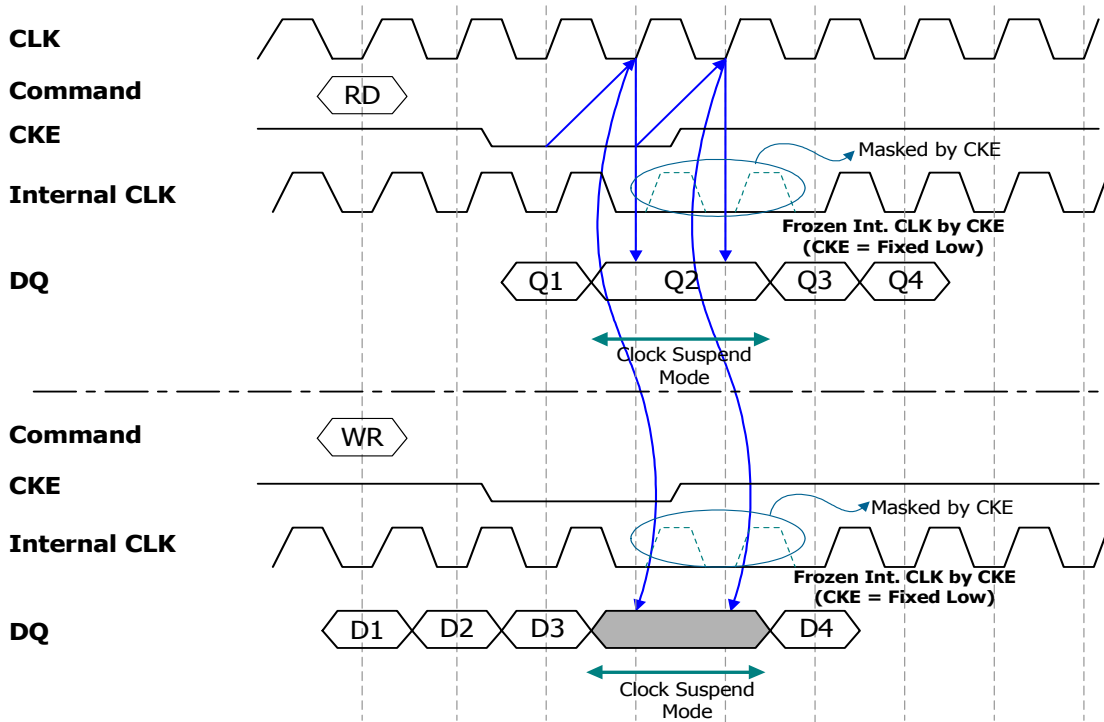 CLK
Command
RD
CKE
Masked by CKE
Internal CLK
Frozen Int. CLK by CKE
(CKE = Fixed Low)
DQ
Q1
Q2
Q3
Q4
Clock Suspend
Mode
Command
WR
CKE
Masked by CKE
Internal CLK
Frozen Int. CLK by CKE
(CKE = Fixed Low)
DQ
D1
D2
D3
D4
Clock Suspend
Mode